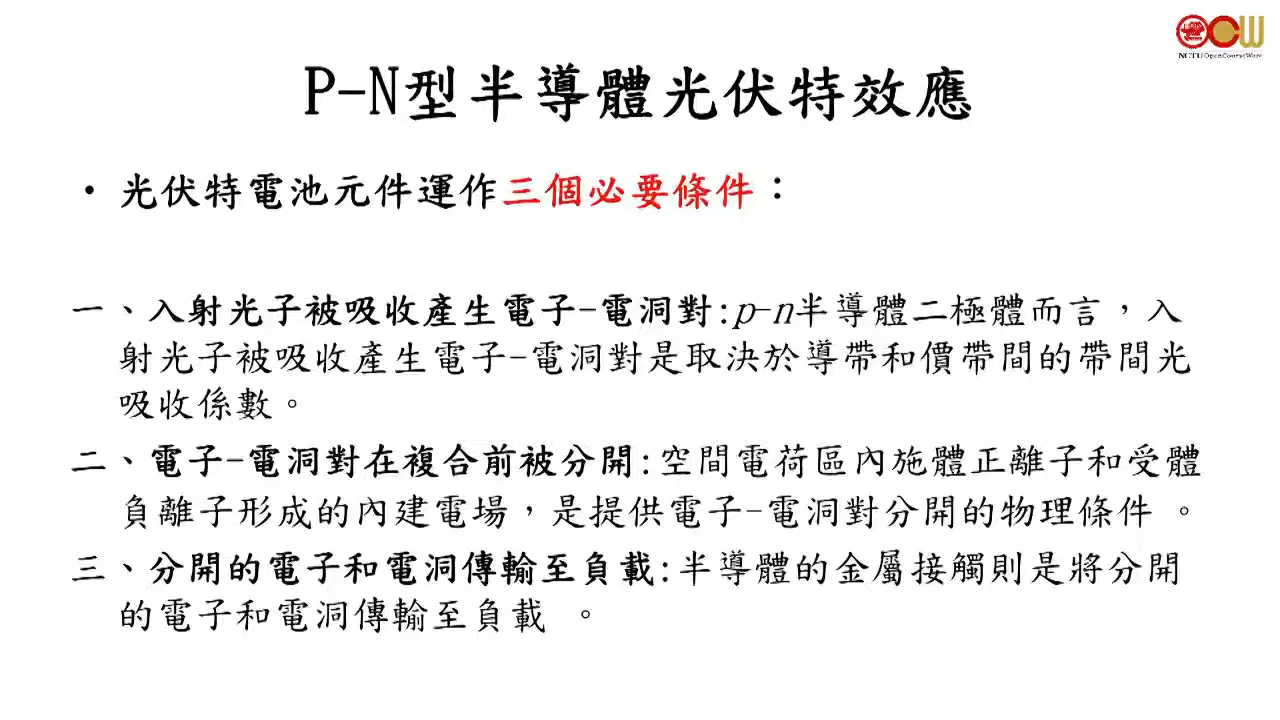 OCW
NCTU OpenCourseWare
P-N型半導體光伏特效應
• 光伏特電池元件運作三個必要條件：
一、入射光子被吸收產生電子-電洞對:p-n半導體二極體而言，入
射光子被吸收產生電子-電洞對是取決於導帶和價帶間的帶間光
吸收係數。
二、電子-電洞對在複合前被分開:空間電荷區內施體正離子和受體
負離子形成的內建電場，是提供電子-電洞對分開的物理條件 。
三、分開的電子和電洞傳輸至負載:半導體的金屬接觸則是將分開
的電子和電洞傳輸至負載 。